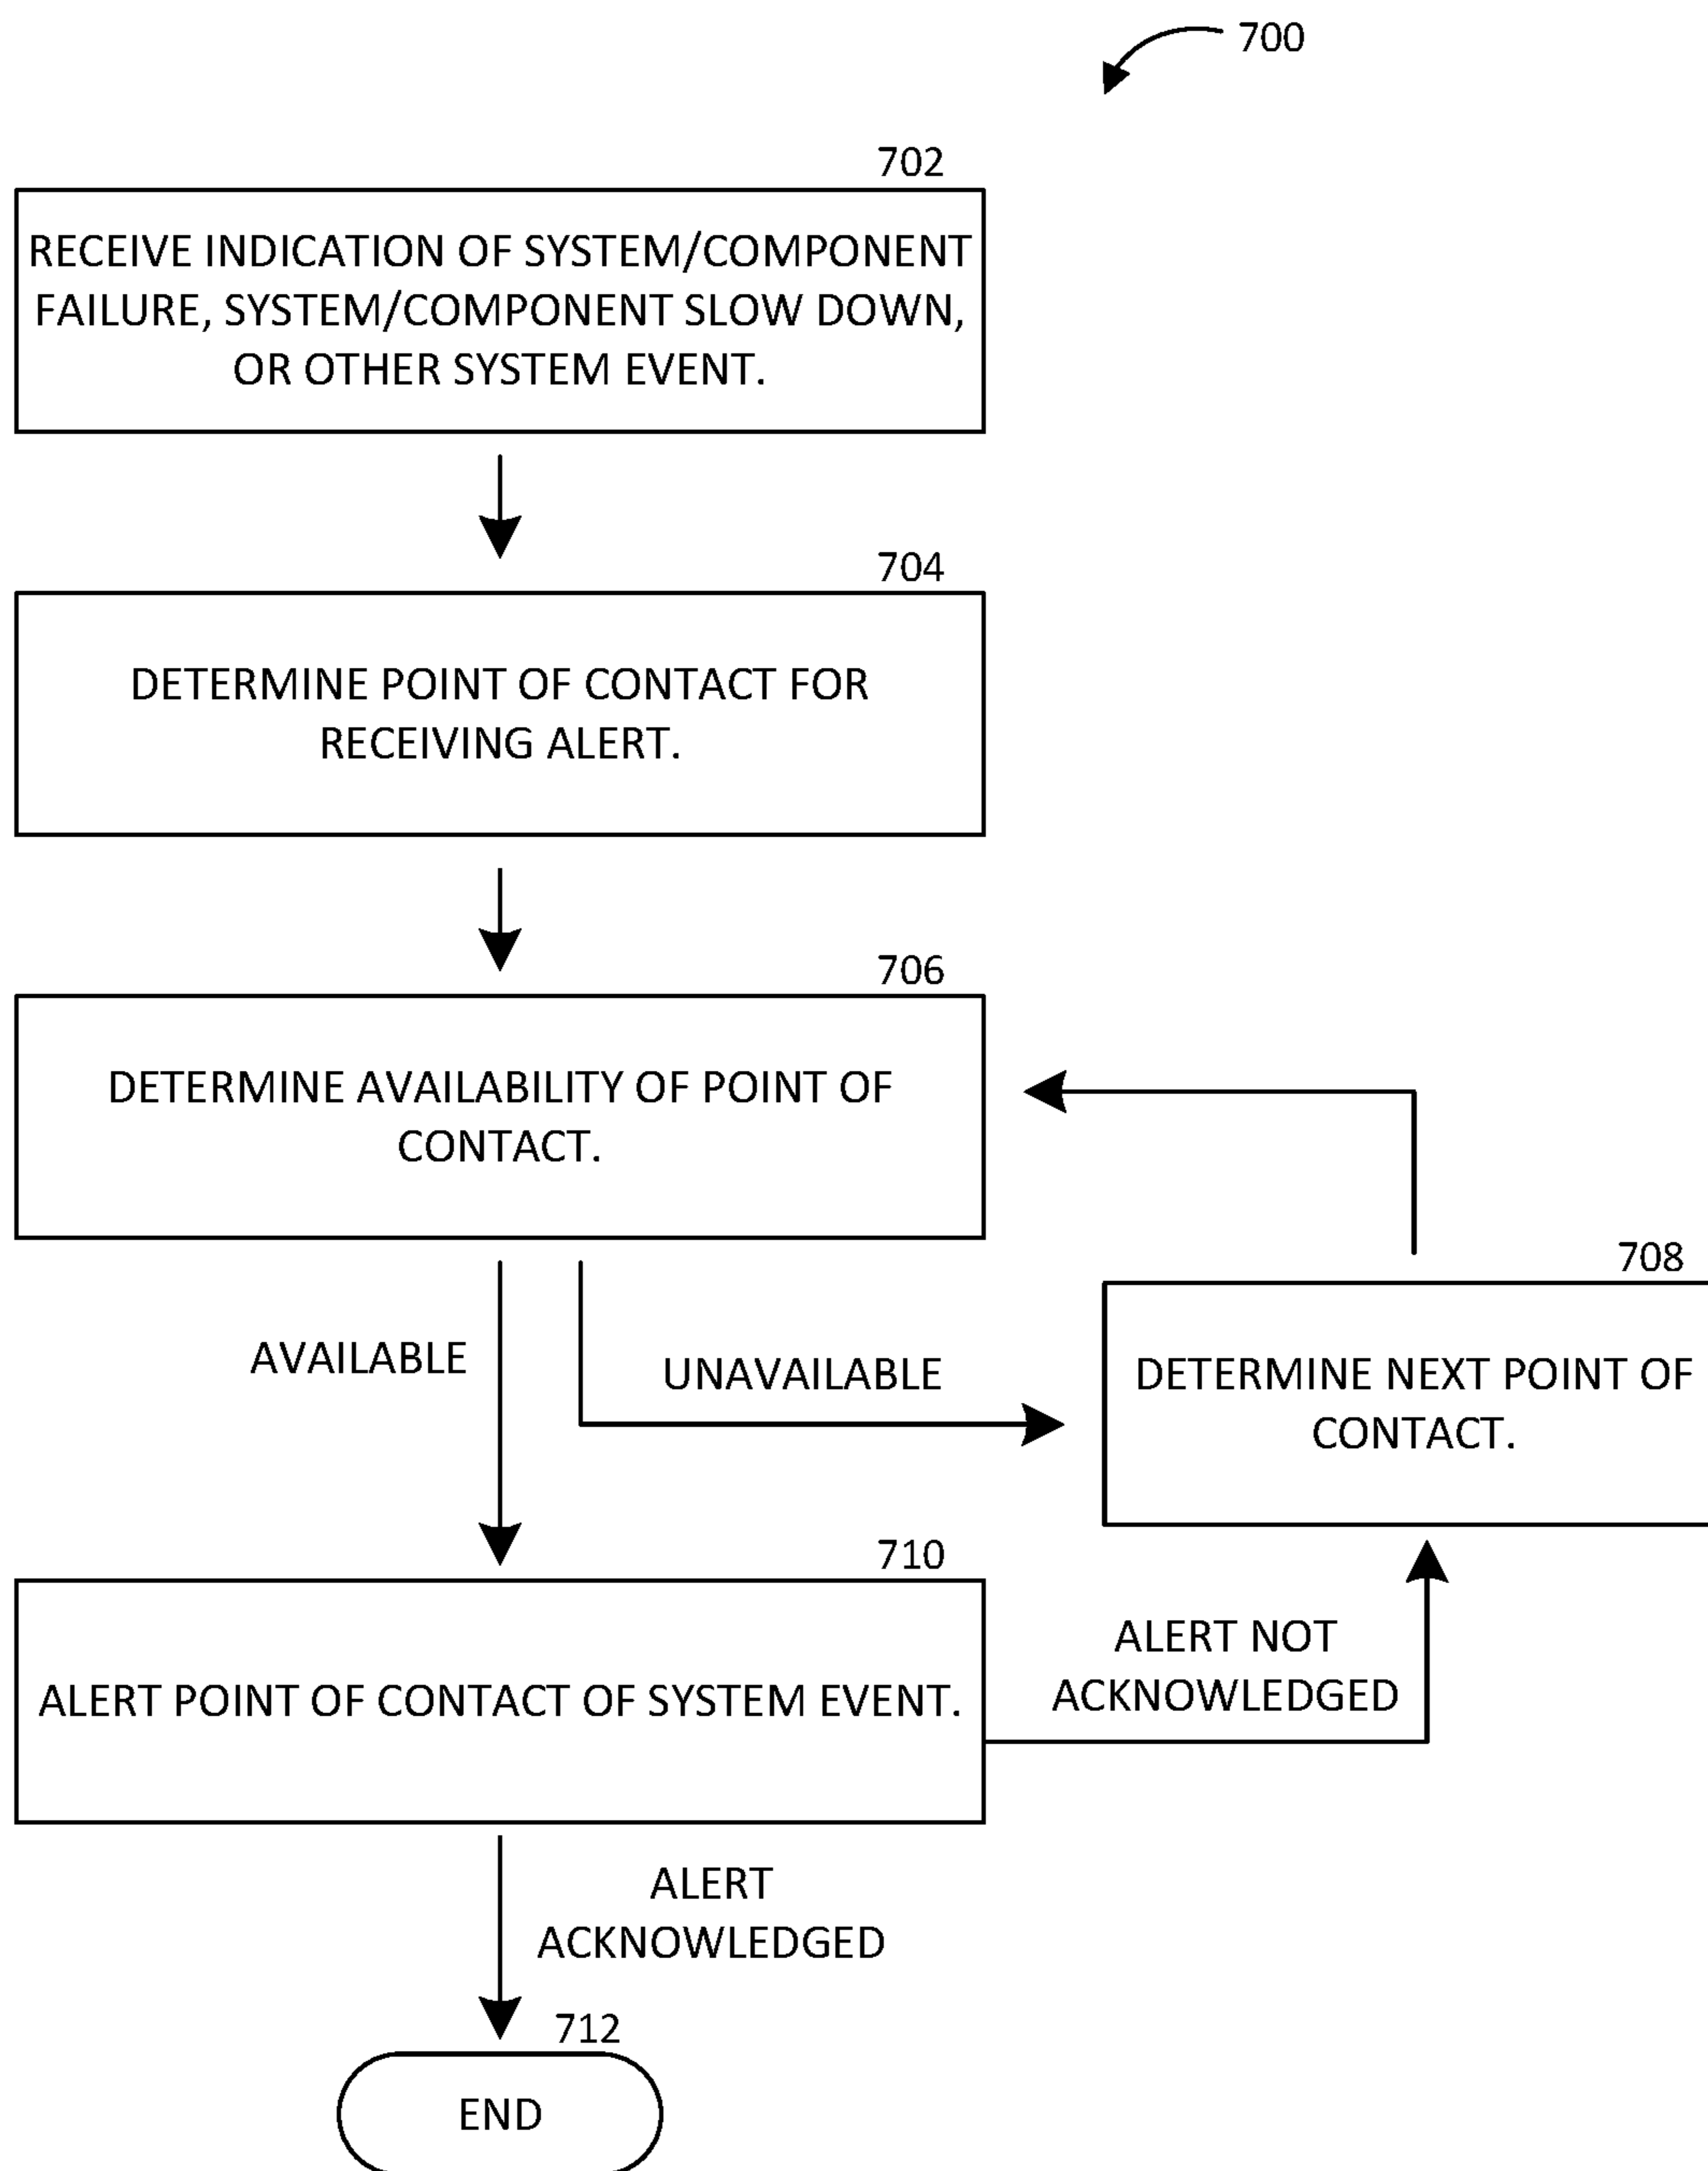 700
702
RECEIVE INDICATION OF SYSTEM/COMPONENT
FAILURE, SYSTEM/COMPONENT SLOW DOWN,
OR OTHER SYSTEM EVENT.
704
DETERMINE POINT OF CONTACT FOR
RECEIVING ALERT.
706
DETERMINE AVAILABILITY OF POINT OF
CONTACT.
708
AVAILABLE
UNAVAILABLE
DETERMINE NEXT POINT OF
CONTACT.
710
ALERT POINT OF CONTACT OF SYSTEM EVENT.
ALERT NOT
ACKNOWLEDGED
ALERT
ACKNOWLEDGED
712
END